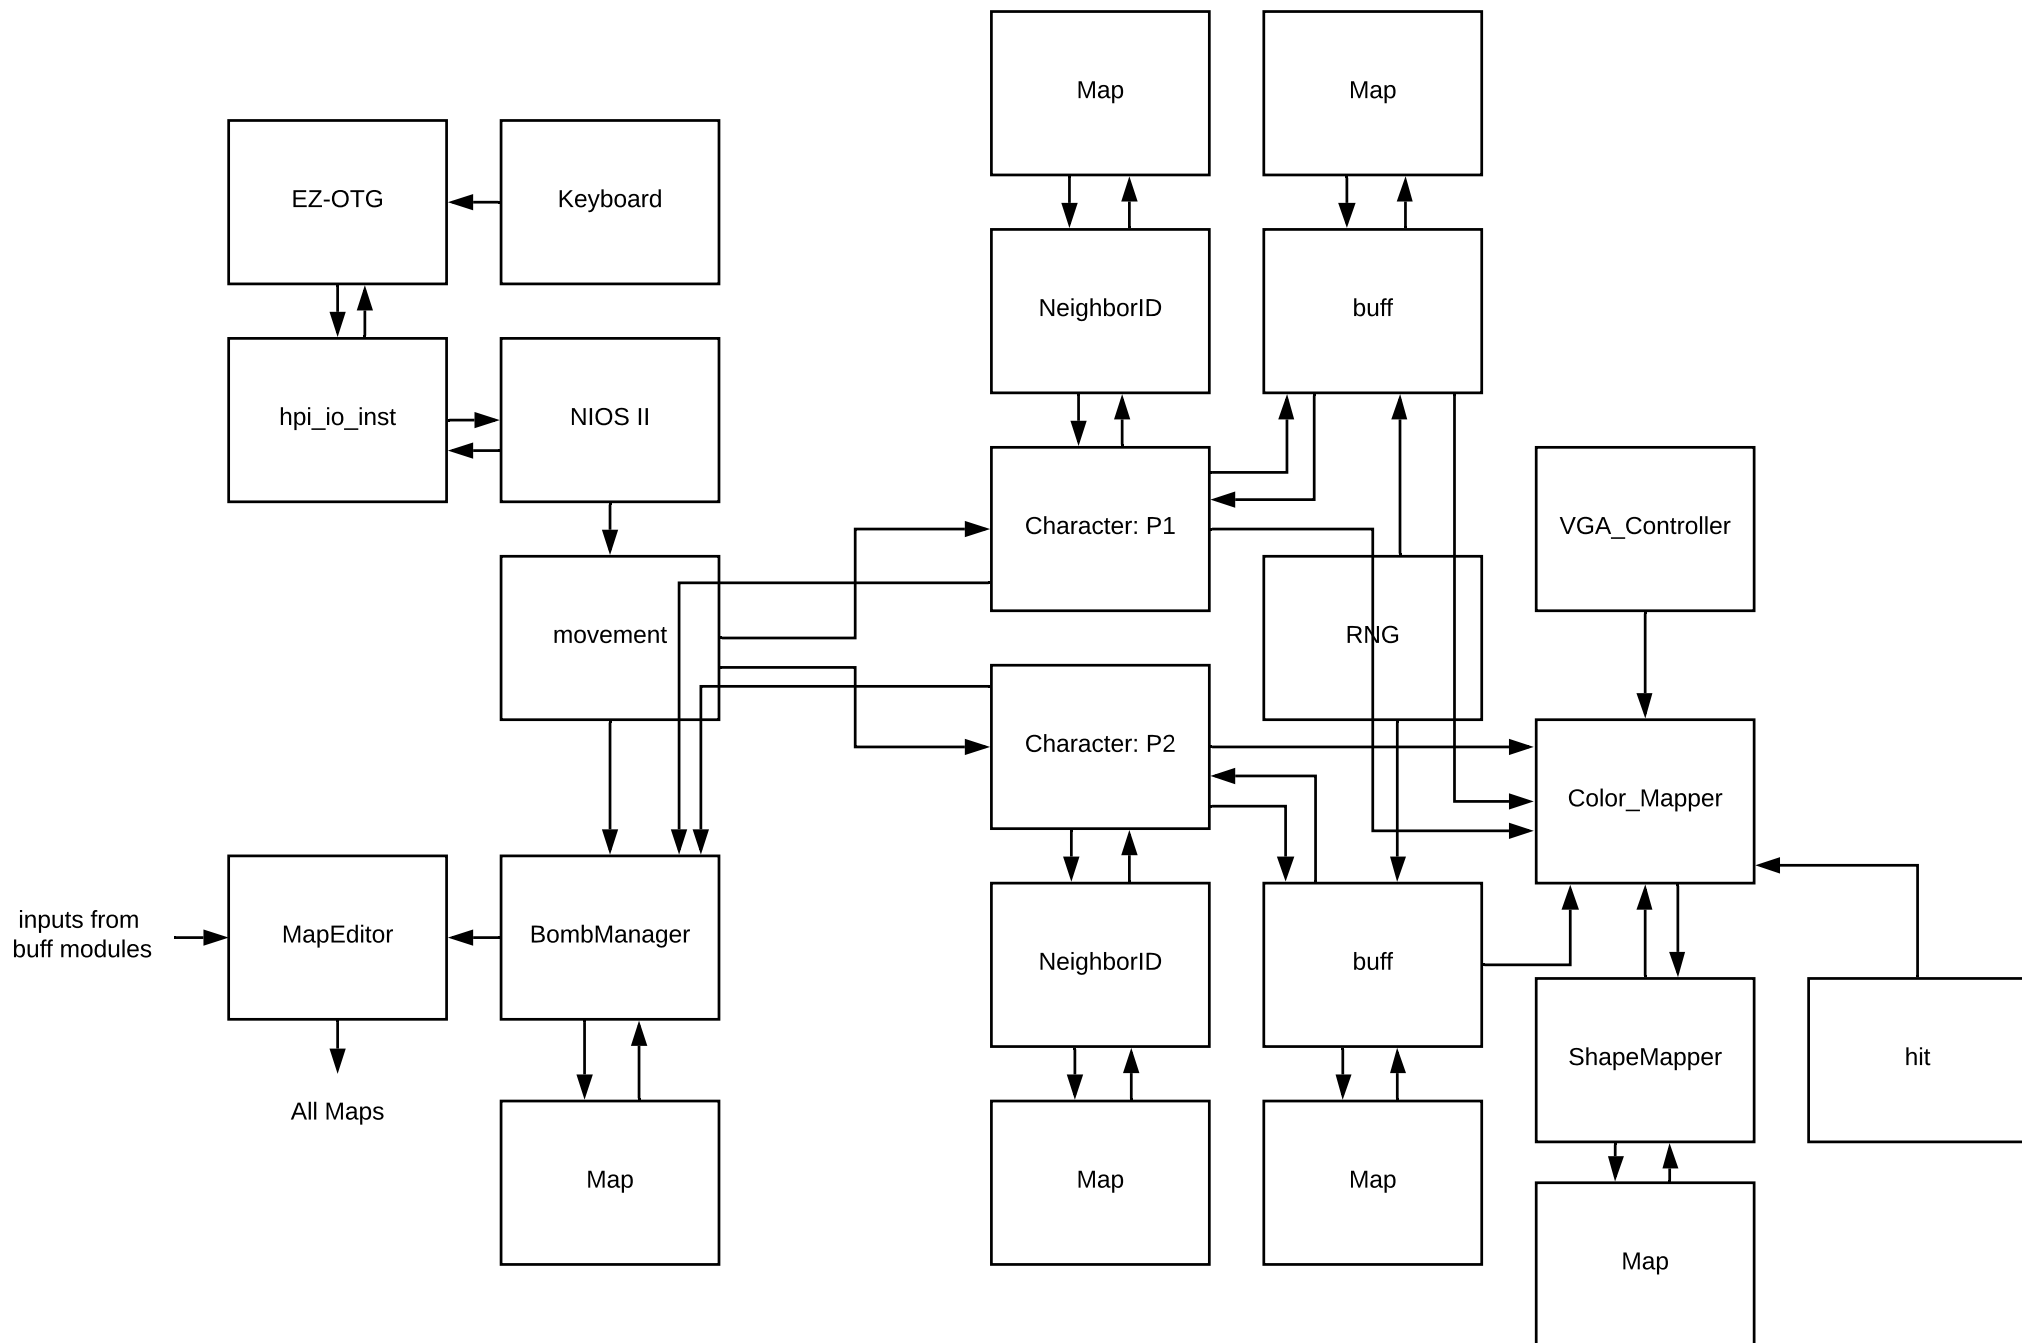 Map
Map
EZ-OTG
Keyboard
NeighborID
buff
hpi_io_inst
NIOS II
Character: P1
VGA_Controller
movement
RNG
Character: P2
Color_Mapper
inputs from
buff modules
MapEditor
BombManager
NeighborID
buff
ShapeMapper
hit
All Maps
Map
Map
Map
Map